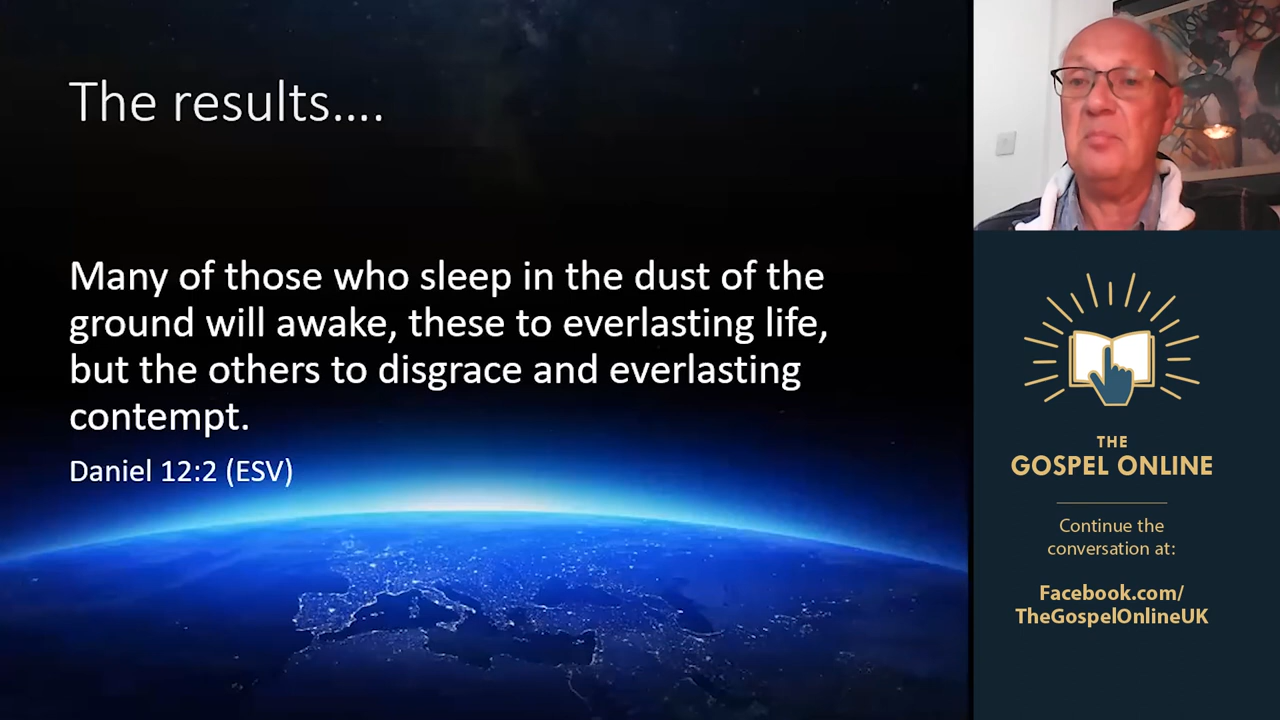 The results....
Many of those who sleep in the dust of the
ground will awake, these to everlasting life,
but the others to disgrace and everlasting
contempt.
Daniel 12:2 (ESV)
THE
GOSPEL ONLINE
Continue the
conversation at:
Facebook.com/
TheGospelOnlineUK